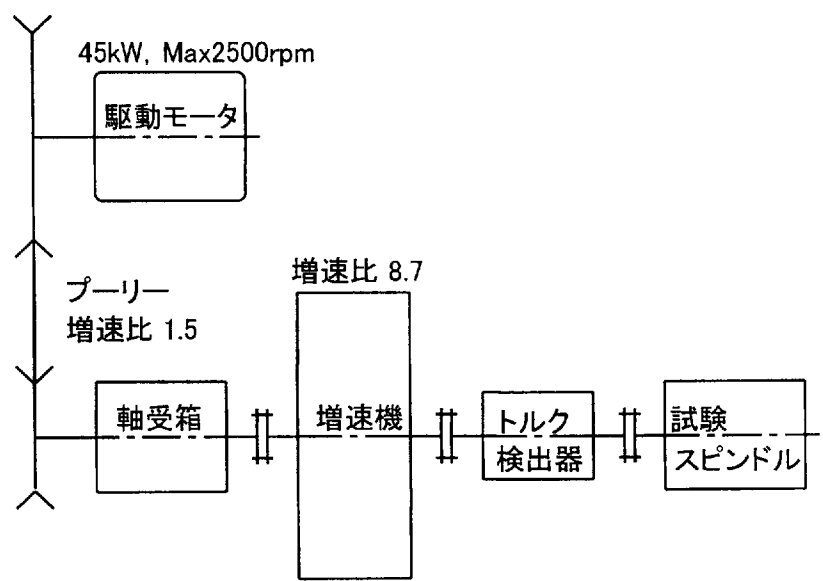 45kW, Max2500rpm
駆動モータ
増速比 8.7
プーリー
増速比 1.5
軸受箱
増速機
トルク
検出器
試験
スピンドル